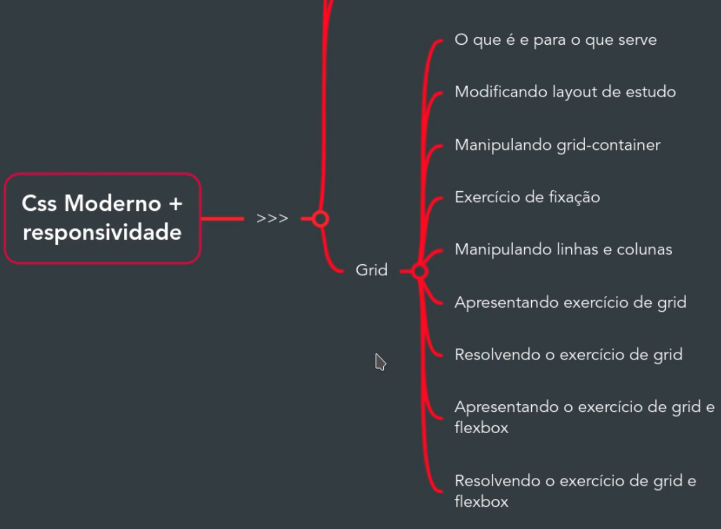 Css Moderno +
responsividade
>>>
Grid
O que é e para o que serve
Modificando layout de estudo
Manipulando grid-container
Exercício de fixação
Manipulando linhas e colunas
Apresentando exercício de grid
Resolvendo o exercício de grid
Apresentando o exercício de grid e
flexbox
Resolvendo o exercício de grid e
flexbox